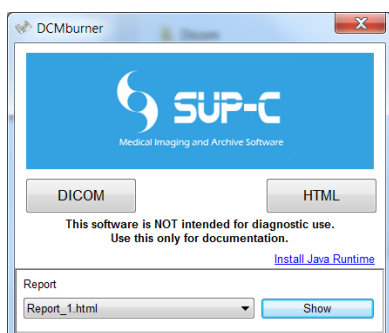 DCMburner
Dicom
SUP-C
Medical Imaging and Archive Software
DICOM
HTML
This software is NOT intended for diagnostic use.
Use this only for documentation.
Install Java Runtime
Report
Report_1.html
Show